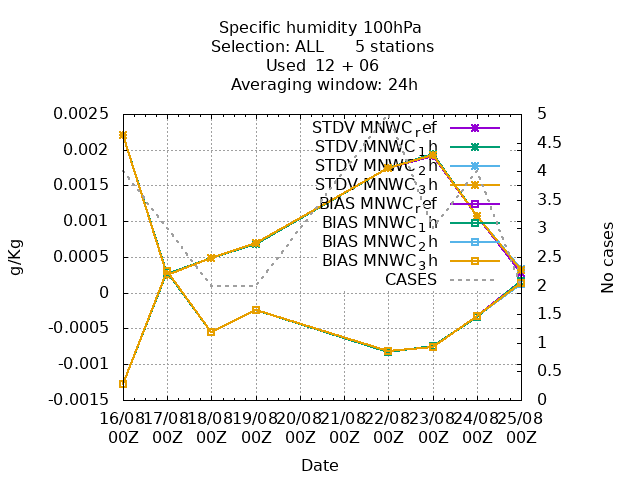 Specific humidity 100hPa
Selection: ALL 5 stations
Used 12 + 06
Averaging window: 24h
0.0025
0.002
0.0015
0.001
0.0005
0
-0.0005
-0.001
-0.0015
g/Kg
5
4.5
4
3.5
3
2.5
2
1.5
1
0.5
0
No cases
STDV MNWC_ref
STDV MNWC_1h
STDV MNWC_2h
STDV MNWC_3h
BIAS MNWC_ref
BIAS MNWC_1h
BIAS MNWC_2h
BIAS MNWC_3h
CASES
16/08 17/08 18/08 19/08 20/08 21/08 22/08 23/08 24/08 25/08
00Z 00Z 00Z 00Z 00Z 00Z 00Z 00Z 00Z 00Z
Date